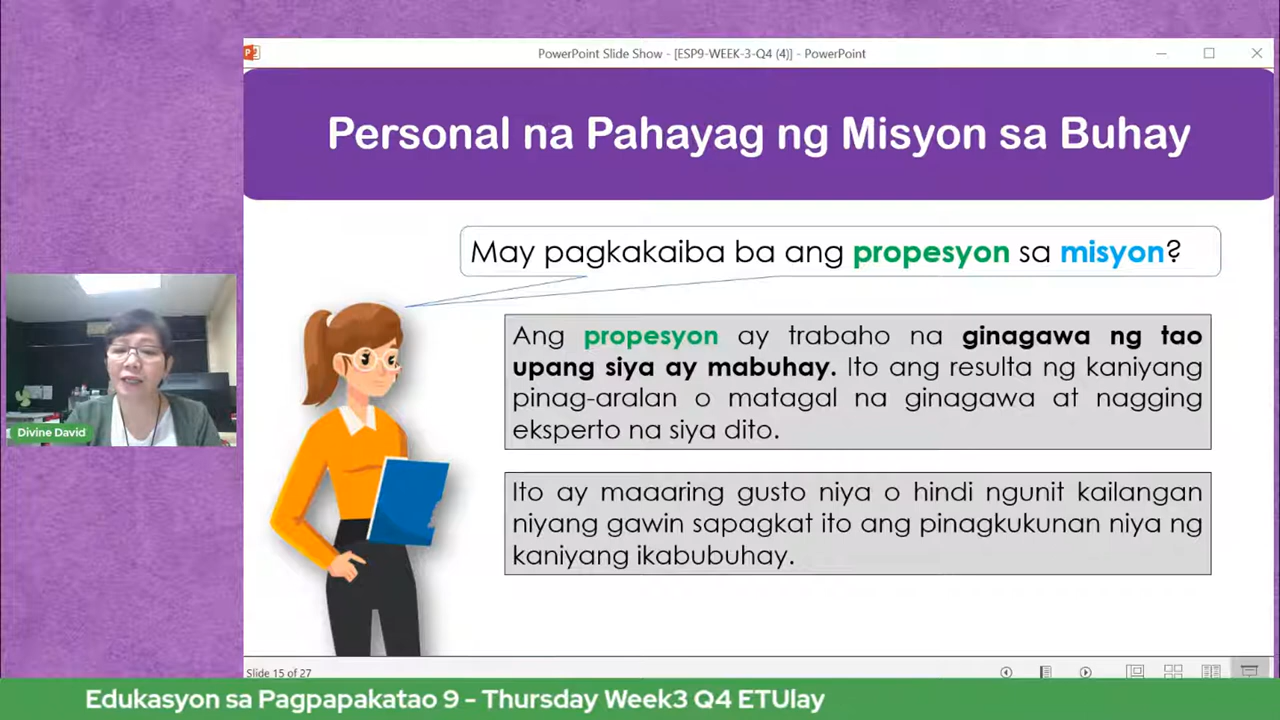 PowerPoint Slide Show - [ESP9-WEEK-3-Q4 (4)] - PowerPoint
Personal na Pahayag ng Misyon sa Buhay
May pagkakaiba ba ang propesyon sa misyon?
Ang propesyon ay trabaho na ginagawa ng tao
upang siya ay mabuhay. Ito ang resulta ng kaniyang
pinag-aralan o matagal na ginagawa at nagging
eksperto na siya dito.
Ito ay maaaring gusto niya o hindi ngunit kailangan
niyang gawin sapagkat ito ang pinagkukunan niya ng
kaniyang ikabubuhay.
Divine David
Slide 15 of 27
Edukasyon sa Pagpapakatao 9 - Thursday Week3 Q4 ETUlay